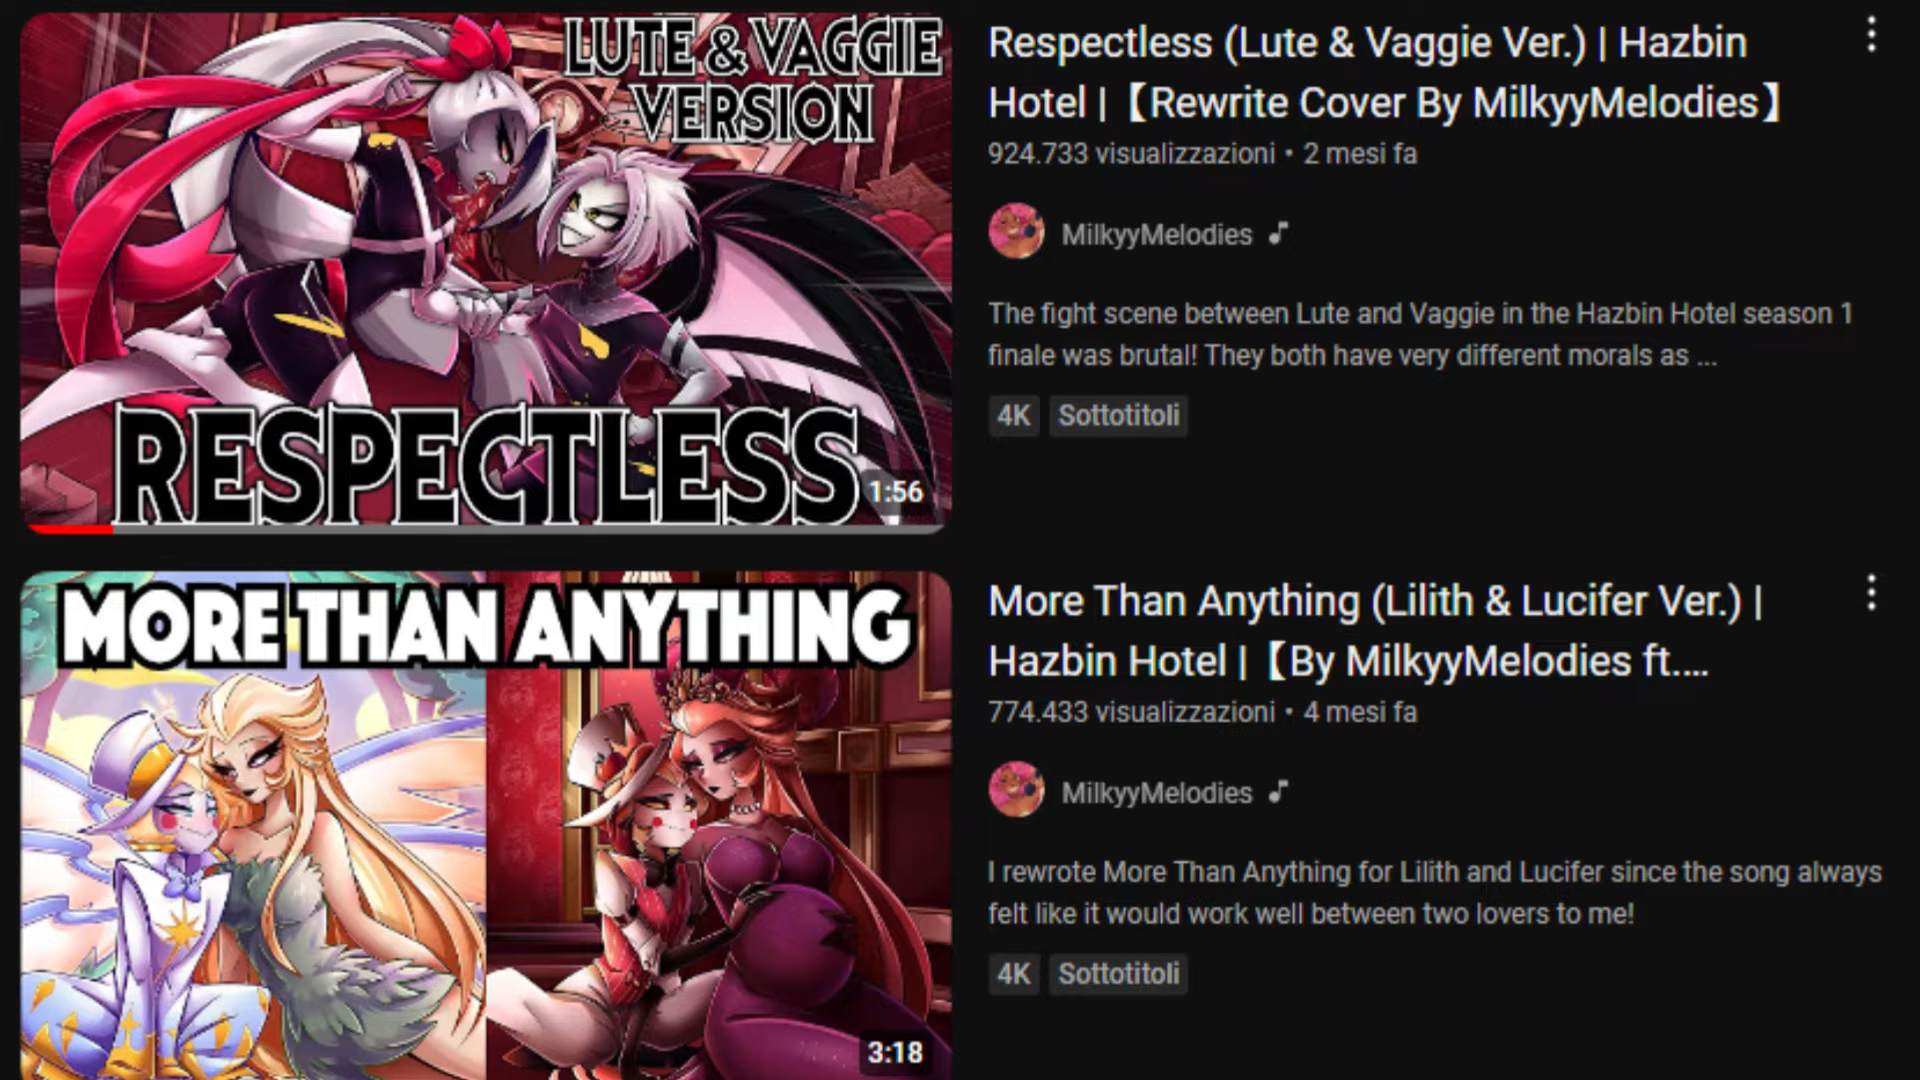 LUTE & VAGGIE
VERSION
RESPECTLESS
1:56
Respectless (Lute & Vaggie Ver.) | Hazbin
Hotel |【Rewrite Cover By MilkyyMelodies】
924.733 visualizzazioni • 2 mesi fa
MilkyyMelodies
The fight scene between Lute and Vaggie in the Hazbin Hotel season 1
finale was brutal! They both have very different morals as ...
4K Sottotitoli
MORE THAN ANYTHING
3:18
More Than Anything (Lilith & Lucifer Ver.) |
Hazbin Hotel |【By MilkyyMelodies ft....
774.433 visualizzazioni • 4 mesi fa
MilkyyMelodies
I rewrote More Than Anything for Lilith and Lucifer since the song always
felt like it would work well between two lovers to me!
4K Sottotitoli